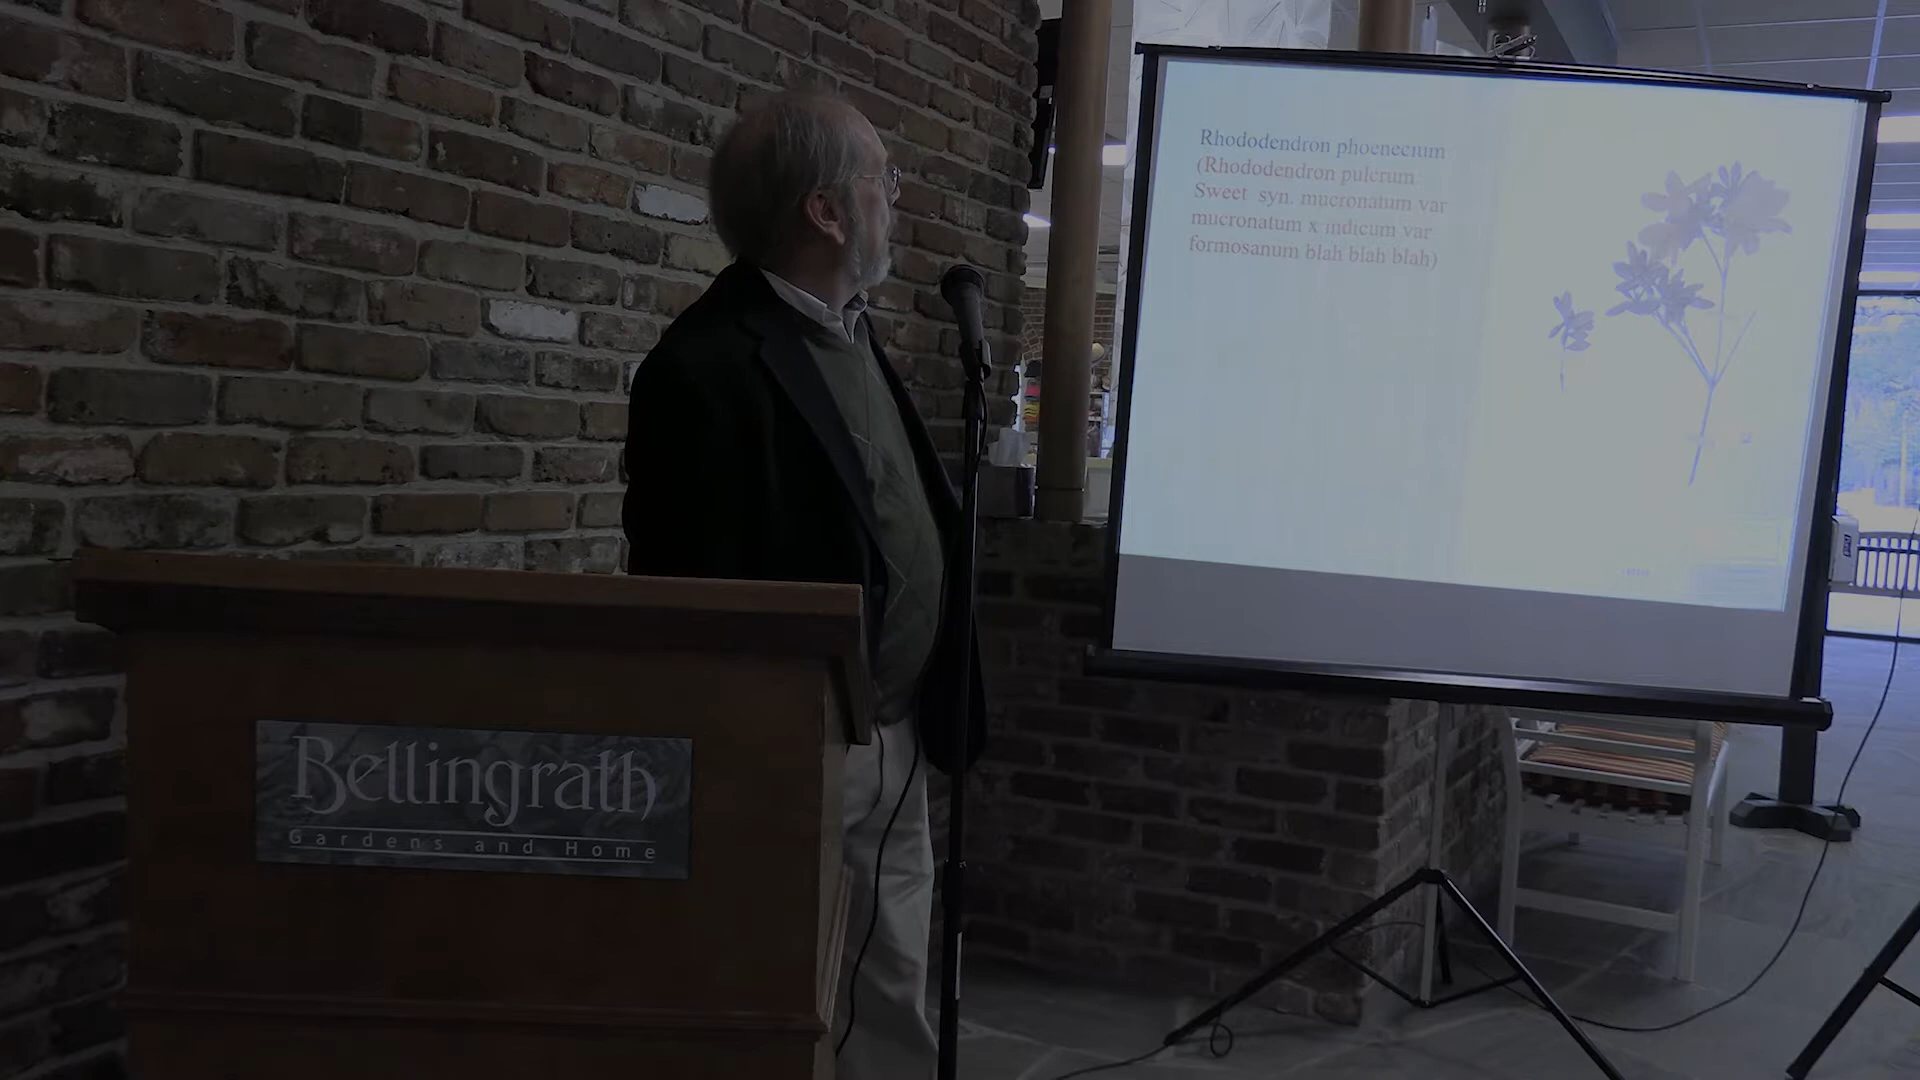 Rhododendron phoenecium
(Rhododendron pulcrum
Sweet syn. mucronatum var
mucronatum x indicum var
formosanum blah blah blah)
Bellingrath
Gardens and Home